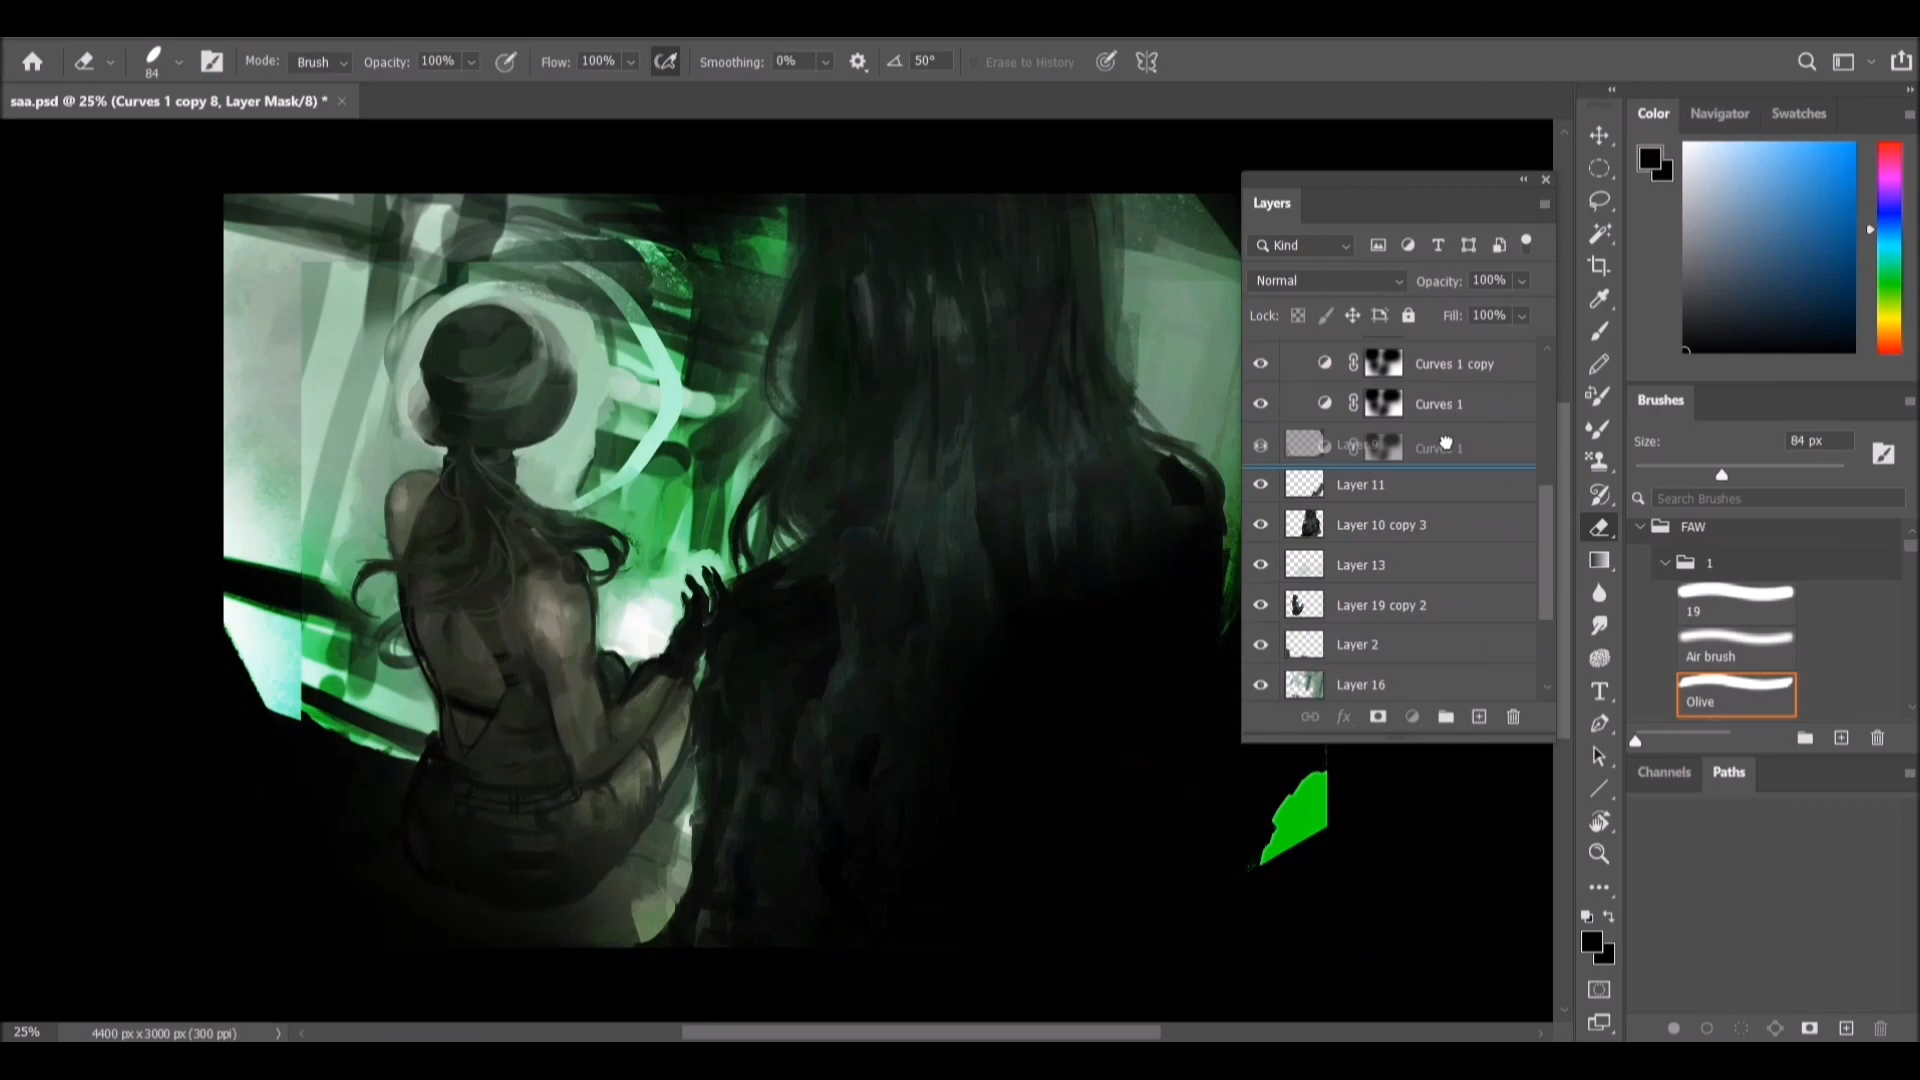 84
Mode: Brush
Opacity: 100%
Flow: 100%
Smoothing: 0%
50°
Erase to History
saa.psd @ 25% (Curves 1 copy 8, Layer Mask/8) *
Color Navigator Swatches
Layers
Kind
Normal Opacity: 100%
Lock: Fill: 100%
Curves 1 copy
Curves 1
Curves 1
Layer 11
Layer 10 copy 3
Layer 13
Layer 19 copy 2
Layer 2
Layer 16
fx
Brushes
Size: 84 px
Search Brushes
FAW
1
19
Air brush
Olive
Channels Paths
25% 4400 px x 3000 px (300 ppi)